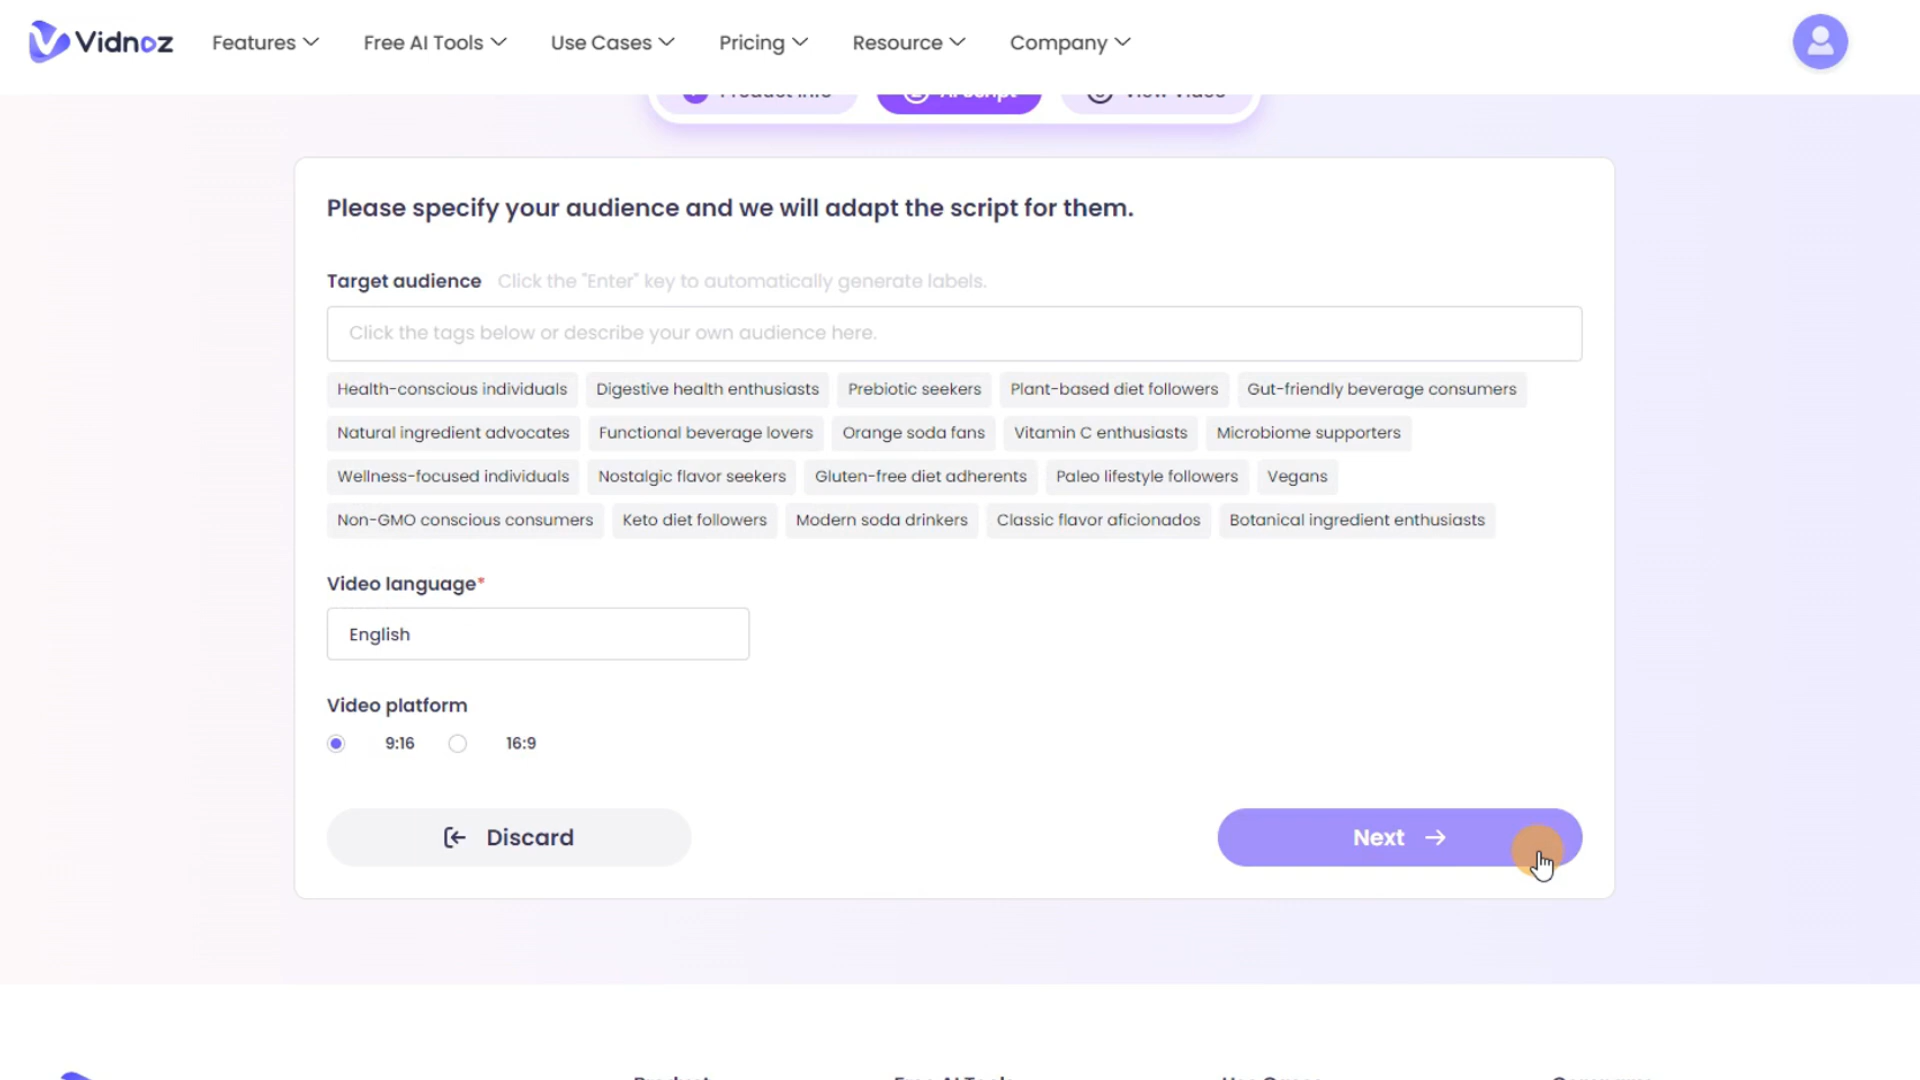 Vidnoz Features Free AI Tools Use Cases Pricing Resource Company
Product Info AI Script View Video
Please specify your audience and we will adapt the script for them.
Target audience Click the "Enter" key to automatically generate labels.
Click the tags below or describe your own audience here.
Health-conscious individuals Digestive health enthusiasts Prebiotic seekers Plant-based diet followers Gut-friendly beverage consumers
Natural ingredient advocates Functional beverage lovers Orange soda fans Vitamin C enthusiasts Microbiome supporters
Wellness-focused individuals Nostalgic flavor seekers Gluten-free diet adherents Paleo lifestyle followers Vegans
Non-GMO conscious consumers Keto diet followers Modern soda drinkers Classic flavor aficionados Botanical ingredient enthusiasts
Video language*
English
Video platform
9:16 16:9
Discard Next
Product Free AI Tools Use Cases Company